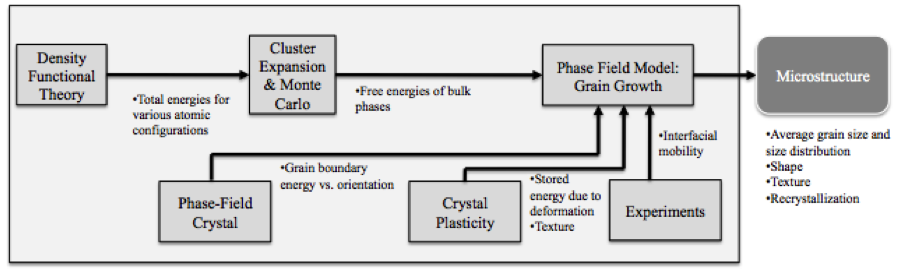 Density
Functional
Theory
•Total energies for
various atomic
configurations
Cluster
Expansion
& Monte
Carlo
•Free energies of bulk
phases
Phase Field Model:
Grain Growth
Microstructure
•Average grain size and
size distribution
•Shape
•Texture
•Recrystallization
Phase-Field
Crystal
•Grain boundary
energy vs. orientation
Crystal
Plasticity
•Stored
energy due to
deformation
•Texture
Experiments
•Interfacial
mobility